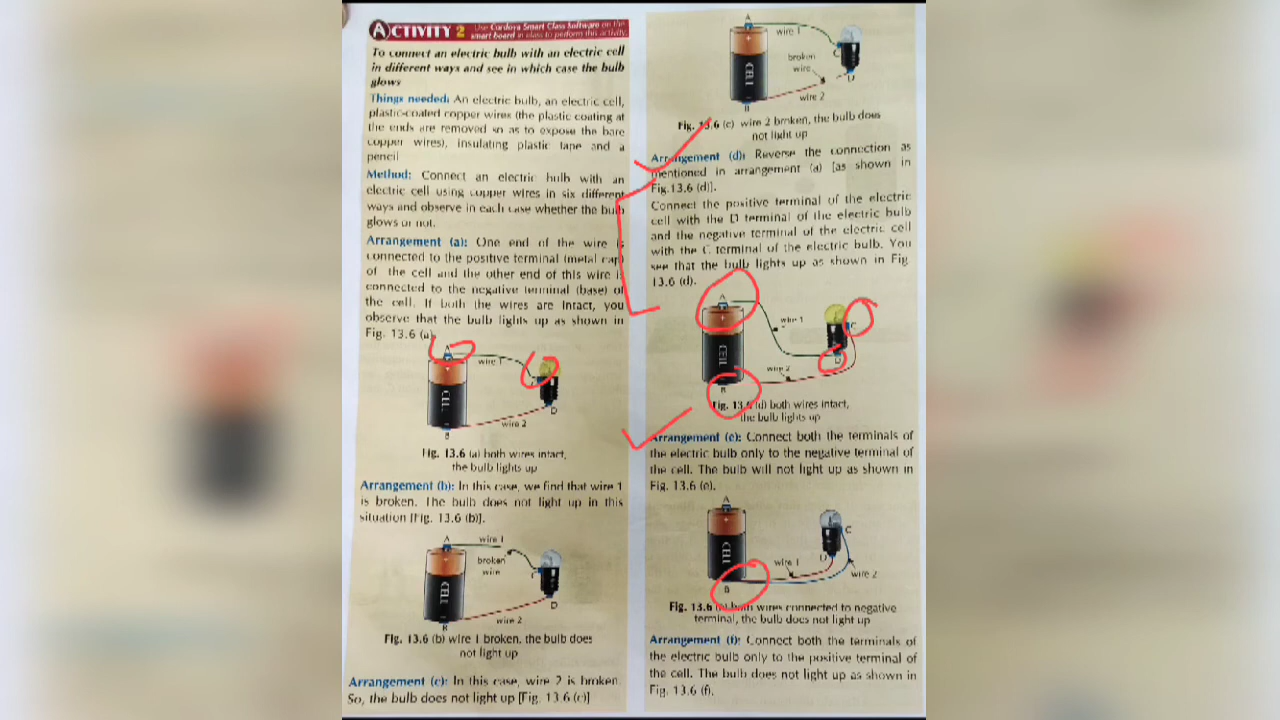 ACTIVITY 2 Use Cordova Smart Class Software on the
smart board in class to perform this activity.
To connect an electric bulb with an electric cell
in different ways and see in which case the bulb
glows
Things needed: An electric bulb, an electric cell,
plastic-coated copper wires (the plastic coating at
the ends are removed so as to expose the bare
copper wires), insulating plastic tape and a
pencil
Method: Connect an electric bulb with an
electric cell using copper wires in six different
ways and observe in each case whether the bulb
glows or not.
Arrangement (a): One end of the wire is
connected to the positive terminal (metal cap)
of the cell and the other end of this wire is
connected to the negative terminal (base) of
the cell. If both the wires are intact, you
observe that the bulb lights up as shown in
Fig. 13.6 (a).
A
wire 1
C
+
CELL
D
wire 2
B
Fig. 13.6 (a) both wires intact,
the bulb lights up
Arrangement (b): In this case, we find that wire 1
is broken. The bulb does not light up in this
situation [Fig. 13.6 (b)].
A
wire 1
broken
wire
C
+
CELL
D
wire 2
B
Fig. 13.6 (b) wire 1 broken, the bulb does
not light up
Arrangement (c): In this case, wire 2 is broken.
So, the bulb does not light up [Fig. 13.6 (c)]
A
wire 1
C
+
broken
wire
CELL
D
wire 2
B
Fig. 13.6 (c) wire 2 broken, the bulb does
not light up
Arrangement (d): Reverse the connection as
mentioned in arrangement (a) [as shown in
Fig.13.6 (d)].
Connect the positive terminal of the electric
cell with the D terminal of the electric bulb
and the negative terminal of the electric cell
with the C terminal of the electric bulb. You
see that the bulb lights up as shown in Fig
13.6 (d).
A
+
wire 1
C
CELL
D
wire 2
B
Fig. 13.6 (d) both wires intact,
the bulb lights up
Arrangement (e): Connect both the terminals of
the electric bulb only to the negative terminal of
the cell. The bulb will not light up as shown in
Fig. 13.6 (e).
A
+
C
CELL
D
wire 1
wire 2
B
Fig. 13.6 (e) both wires connected to negative
terminal, the bulb does not light up
Arrangement (f): Connect both the terminals of
the electric bulb only to the positive terminal of
the cell. The bulb does not light up as shown in
Fig. 13.6 (f).